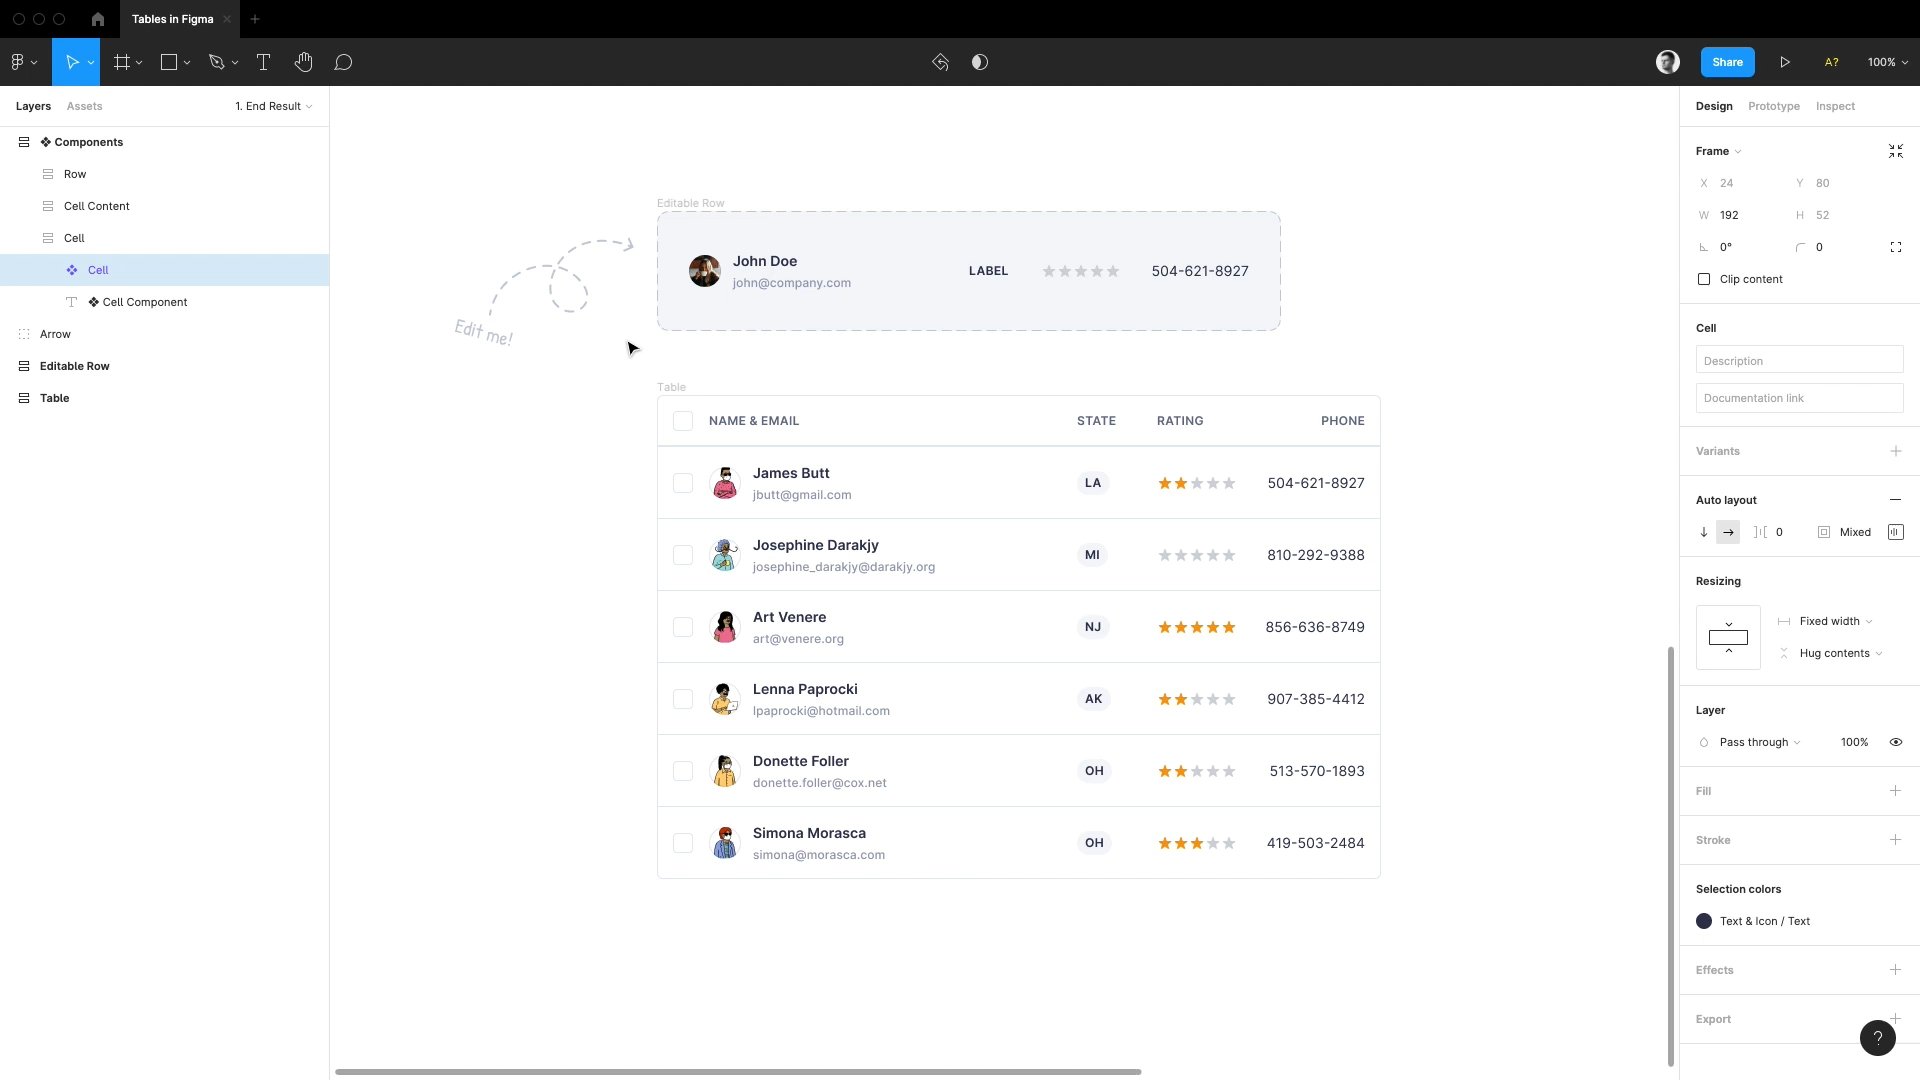 Tables in Figma
Share
A?
100%
Layers
Assets
1. End Result
Design
Prototype
Inspect
Components
Row
Cell Content
Cell
Cell
Cell Component
Arrow
Editable Row
Table
Edit me!
Editable Row
John Doe
john@company.com
LABEL
504-621-8927
Table
NAME & EMAIL STATE RATING PHONE
James Butt
jbutt@gmail.com
LA
504-621-8927
Josephine Darakjy
josephine_darakjy@darakjy.org
MI
810-292-9388
Art Venere
art@venere.org
NJ
856-636-8749
Lenna Paprocki
lpaprocki@hotmail.com
AK
907-385-4412
Donette Foller
donette.foller@cox.net
OH
513-570-1893
Simona Morasca
simona@morasca.com
OH
419-503-2484
Frame
X 24 Y 80
W 192 H 52
0° 0
Clip content
Cell
Description
Documentation link
Variants
Auto layout
0 Mixed
Resizing
Fixed width
Hug contents
Layer
Pass through 100%
Fill
Stroke
Selection colors
Text & Icon / Text
Effects
Export
?